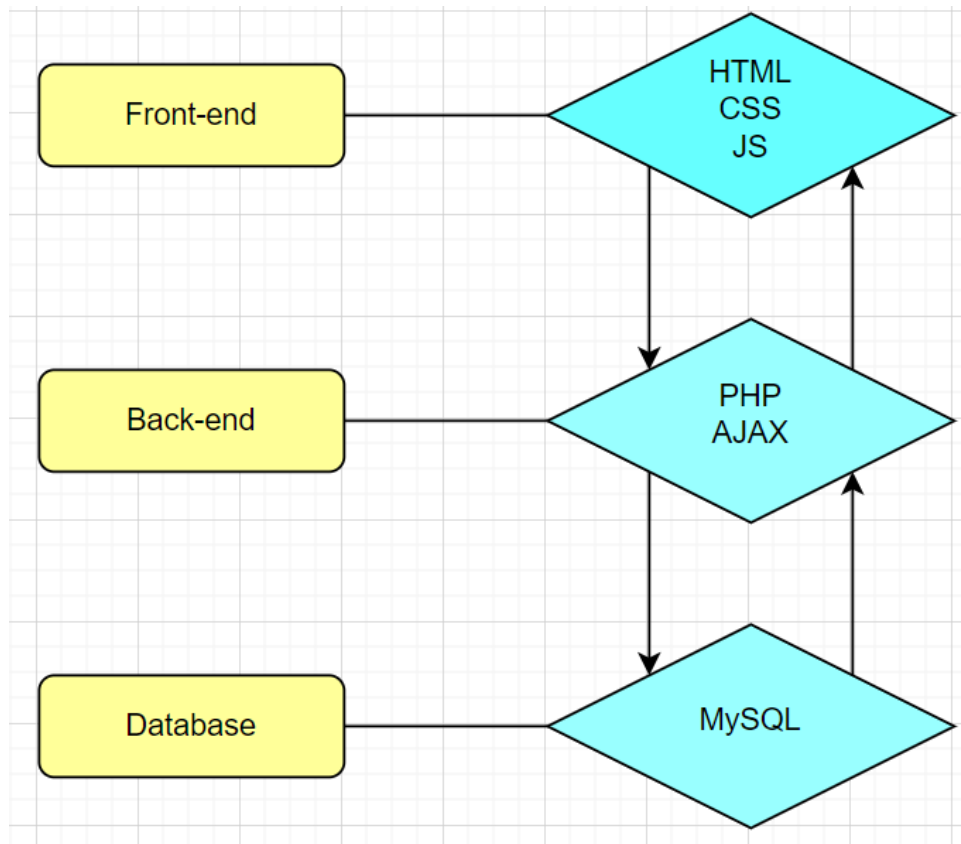 Front-end
HTML
CSS
JS
Back-end
PHP
AJAX
Database
MySQL